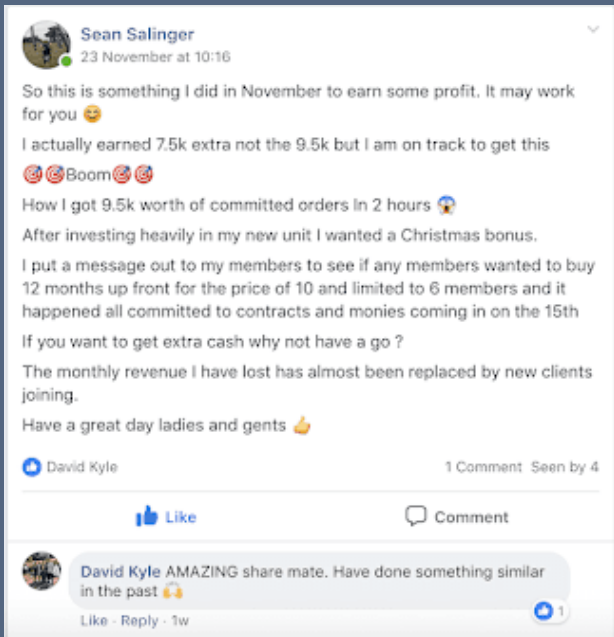 Sean Salinger
23 November at 10:16
So this is something I did in November to earn some profit. It may work
for you 😊
I actually earned 7.5k extra not the 9.5k but I am on track to get this
🎯🎯Boom🎯🎯
How I got 9.5k worth of committed orders In 2 hours 😱
After investing heavily in my new unit I wanted a Christmas bonus.
I put a message out to my members to see if any members wanted to buy
12 months up front for the price of 10 and limited to 6 members and it
happened all committed to contracts and monies coming in on the 15th
If you want to get extra cash why not have a go ?
The monthly revenue I have lost has almost been replaced by new clients
joining.
Have a great day ladies and gents 👍
David Kyle 1 Comment Seen by 4
Like Comment
David Kyle AMAZING share mate. Have done something similar
in the past 🙌
Like · Reply · 1w 1